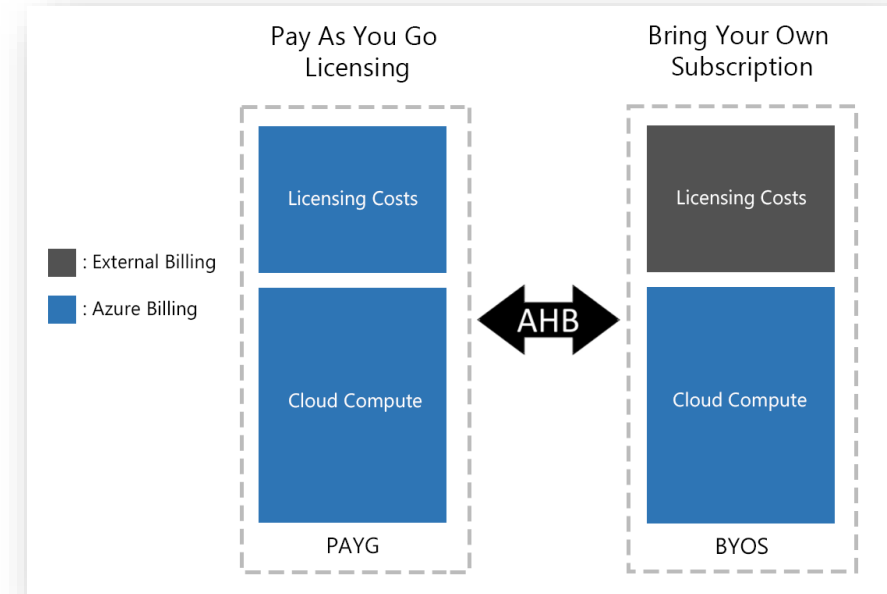 Pay As You Go
Licensing
Bring Your Own
Subscription
Licensing Costs
Licensing Costs
: External Billing
: Azure Billing
AHB
Cloud Compute
Cloud Compute
PAYG
BYOS